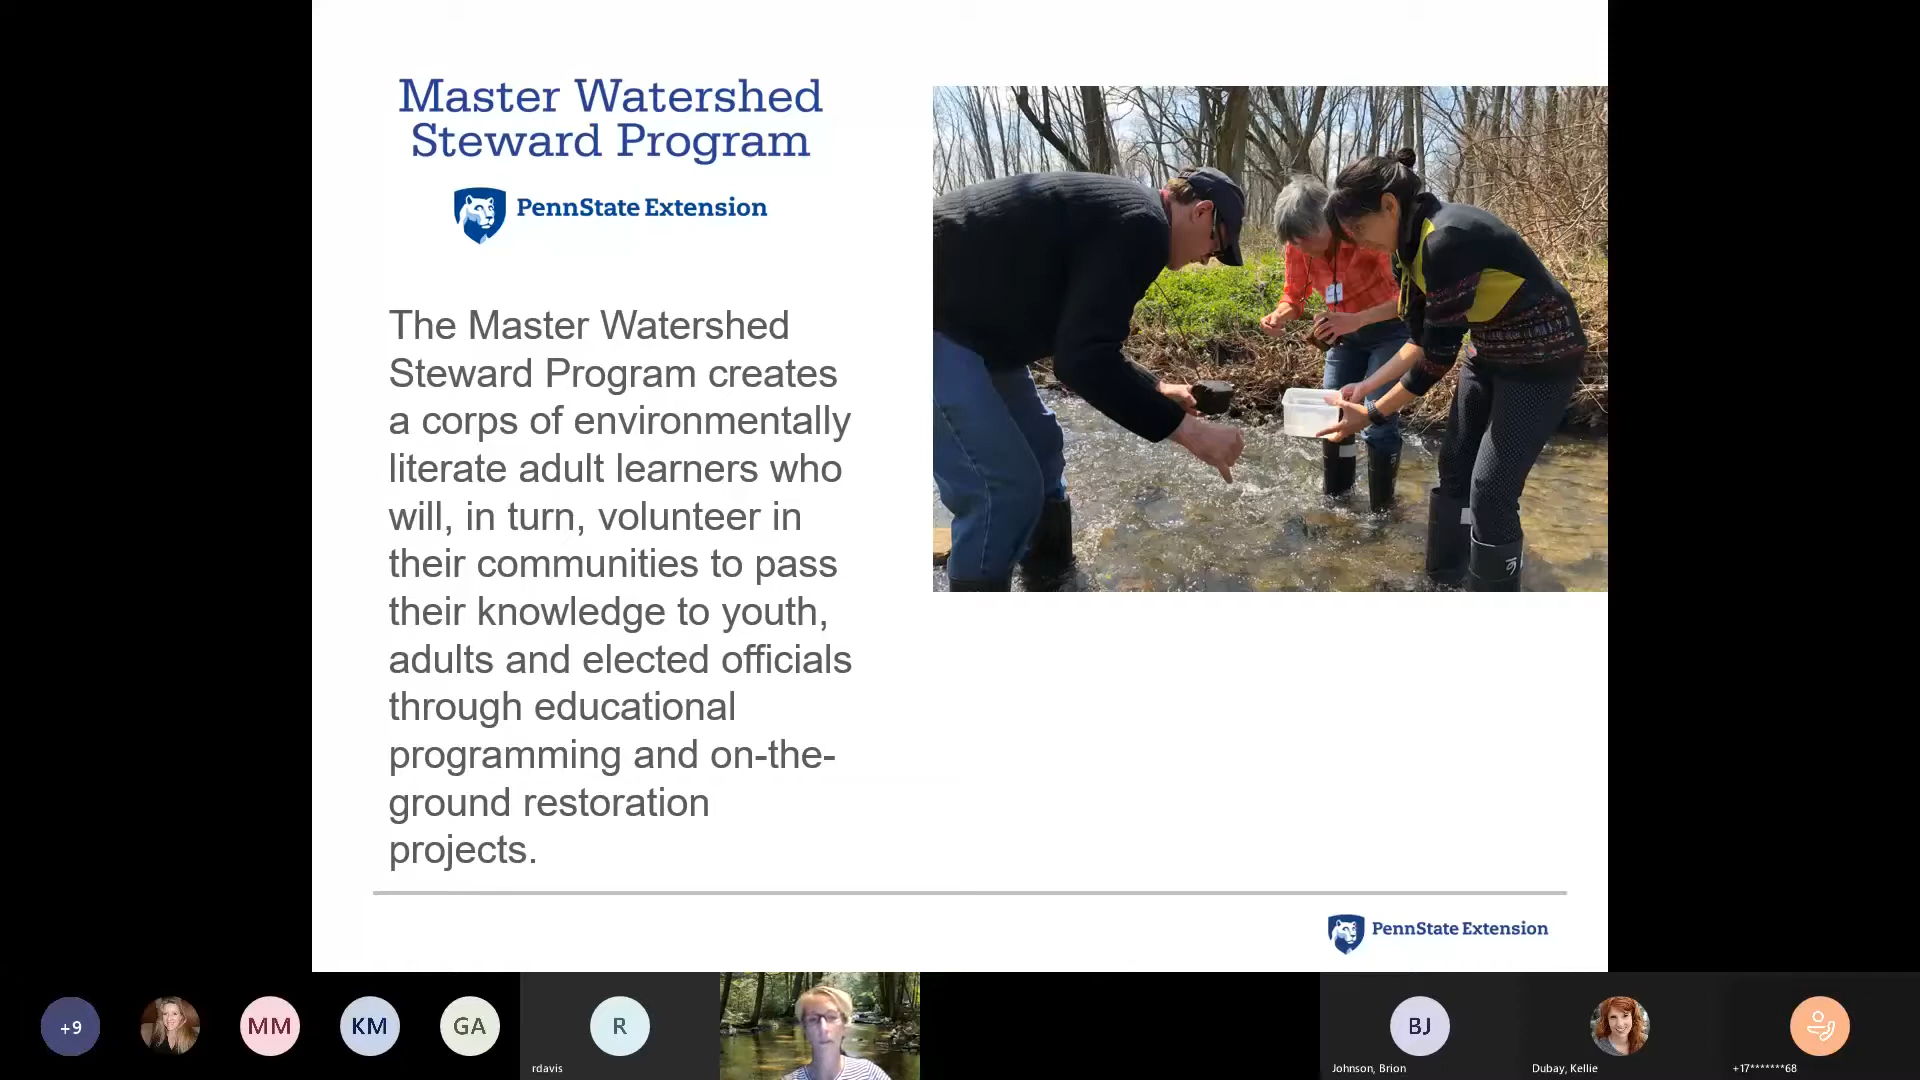 Master Watershed
Steward Program
PennState Extension
The Master Watershed
Steward Program creates
a corps of environmentally
literate adult learners who
will, in turn, volunteer in
their communities to pass
their knowledge to youth,
adults and elected officials
through educational
programming and on-the-
ground restoration
projects.
PennState Extension
+9
MM
KM
GA
R
rdavis
BJ
Johnson, Brion
Dubay, Kellie
+17*******68